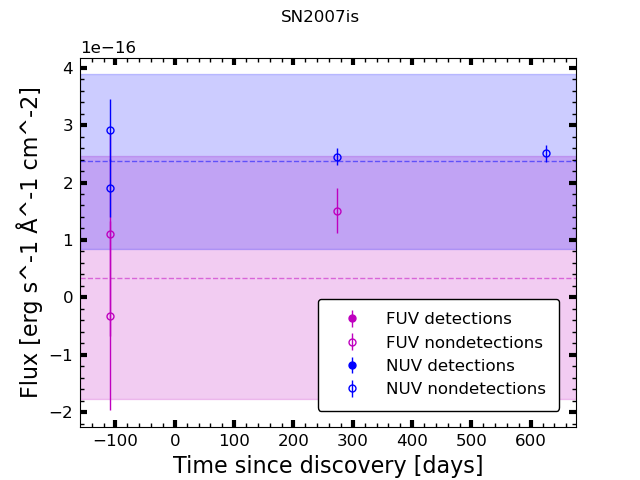 SN2007is
1e−16
4
3
2
1
0
−1
−2
Flux [erg s^-1 Å^-1 cm^-2]
FUV detections
FUV nondetections
NUV detections
NUV nondetections
−100 0 100 200 300 400 500 600
Time since discovery [days]